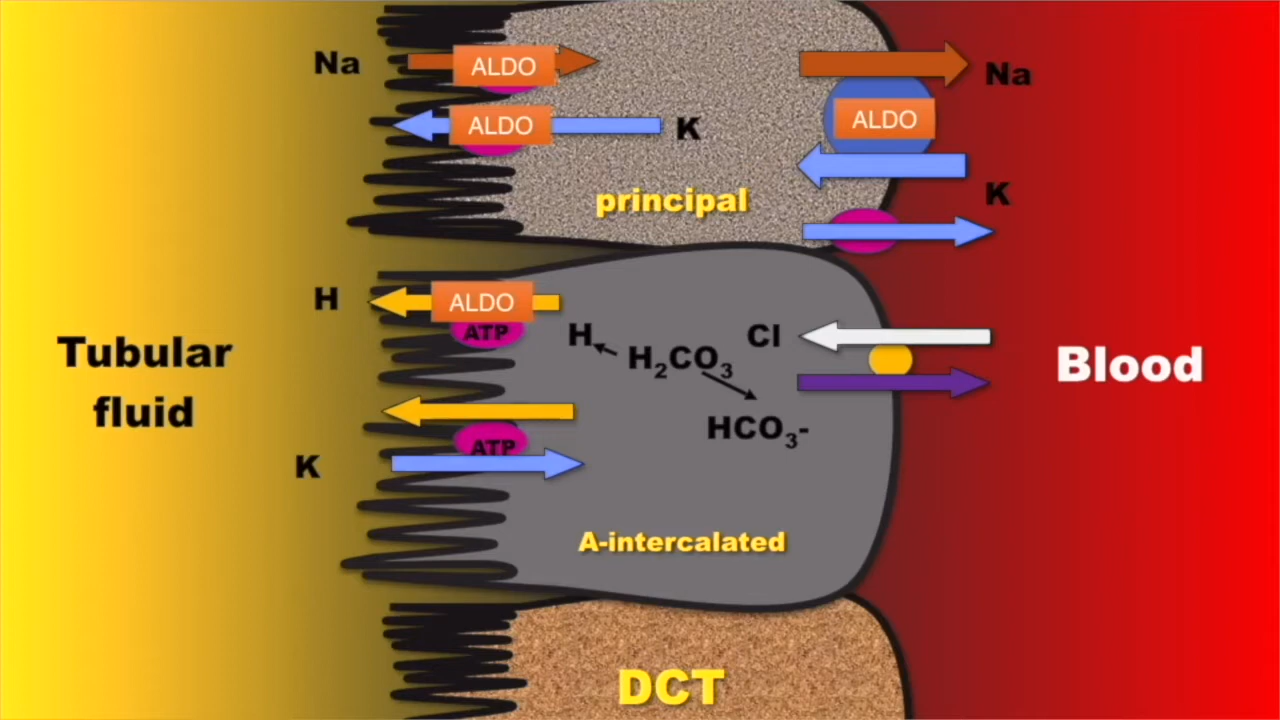 Na
ALDO
Na
ALDO
K
ALDO
principal
K
H
ALDO
ATP
H
H₂CO₃
Cl
HCO₃-
Tubular
fluid
Blood
K
ATP
A-intercalated
DCT